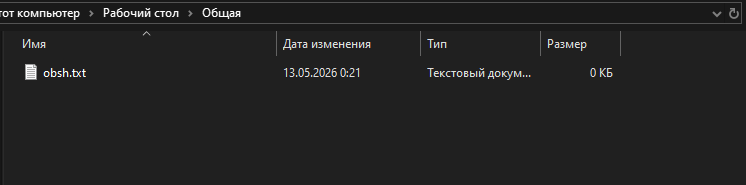 тот компьютер > Рабочий стол > Общая
Имя Дата изменения Тип Размер
obsh.txt 13.05.2026 0:21 Текстовый докум... 0 КБ